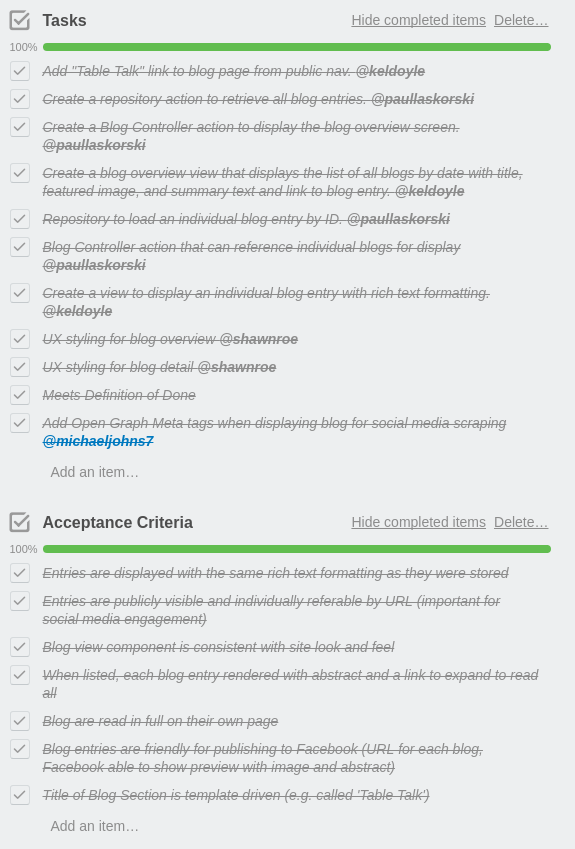 Tasks Hide completed items Delete…
100%
Add "Table Talk" link to blog page from public nav. @keldoyle
Create a repository action to retrieve all blog entries. @paullaskorski
Create a Blog Controller action to display the blog overview screen.
@paullaskorski
Create a blog overview view that displays the list of all blogs by date with title,
featured image, and summary text and link to blog entry. @keldoyle
Repository to load an individual blog entry by ID. @paullaskorski
Blog Controller action that can reference individual blogs for display
@paullaskorski
Create a view to display an individual blog entry with rich text formatting.
@keldoyle
UX styling for blog overview @shawnroe
UX styling for blog detail @shawnroe
Meets Definition of Done
Add Open Graph Meta tags when displaying blog for social media scraping
@michaeljohns7
Add an item…
Acceptance Criteria Hide completed items Delete…
100%
Entries are displayed with the same rich text formatting as they were stored
Entries are publicly visible and individually referable by URL (important for
social media engagement)
Blog view component is consistent with site look and feel
When listed, each blog entry rendered with abstract and a link to expand to read
all
Blog are read in full on their own page
Blog entries are friendly for publishing to Facebook (URL for each blog,
Facebook able to show preview with image and abstract)
Title of Blog Section is template driven (e.g. called 'Table Talk')
Add an item…